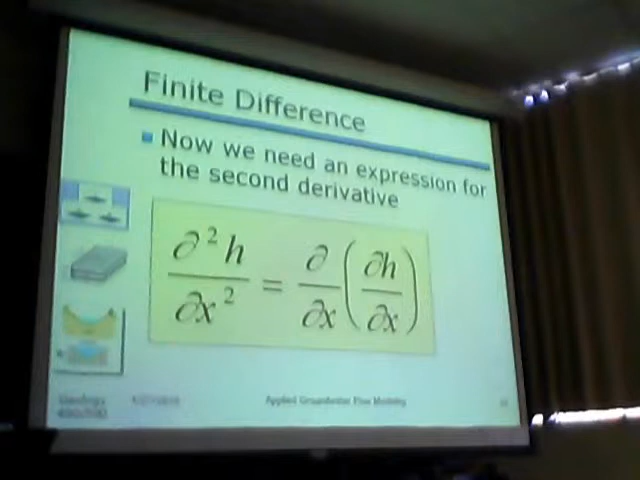 Finite Difference
Now we need an expression for
the second derivative
∂²h/∂x² = ∂/∂x (∂h/∂x)
Applied Groundwater Flow Modeling